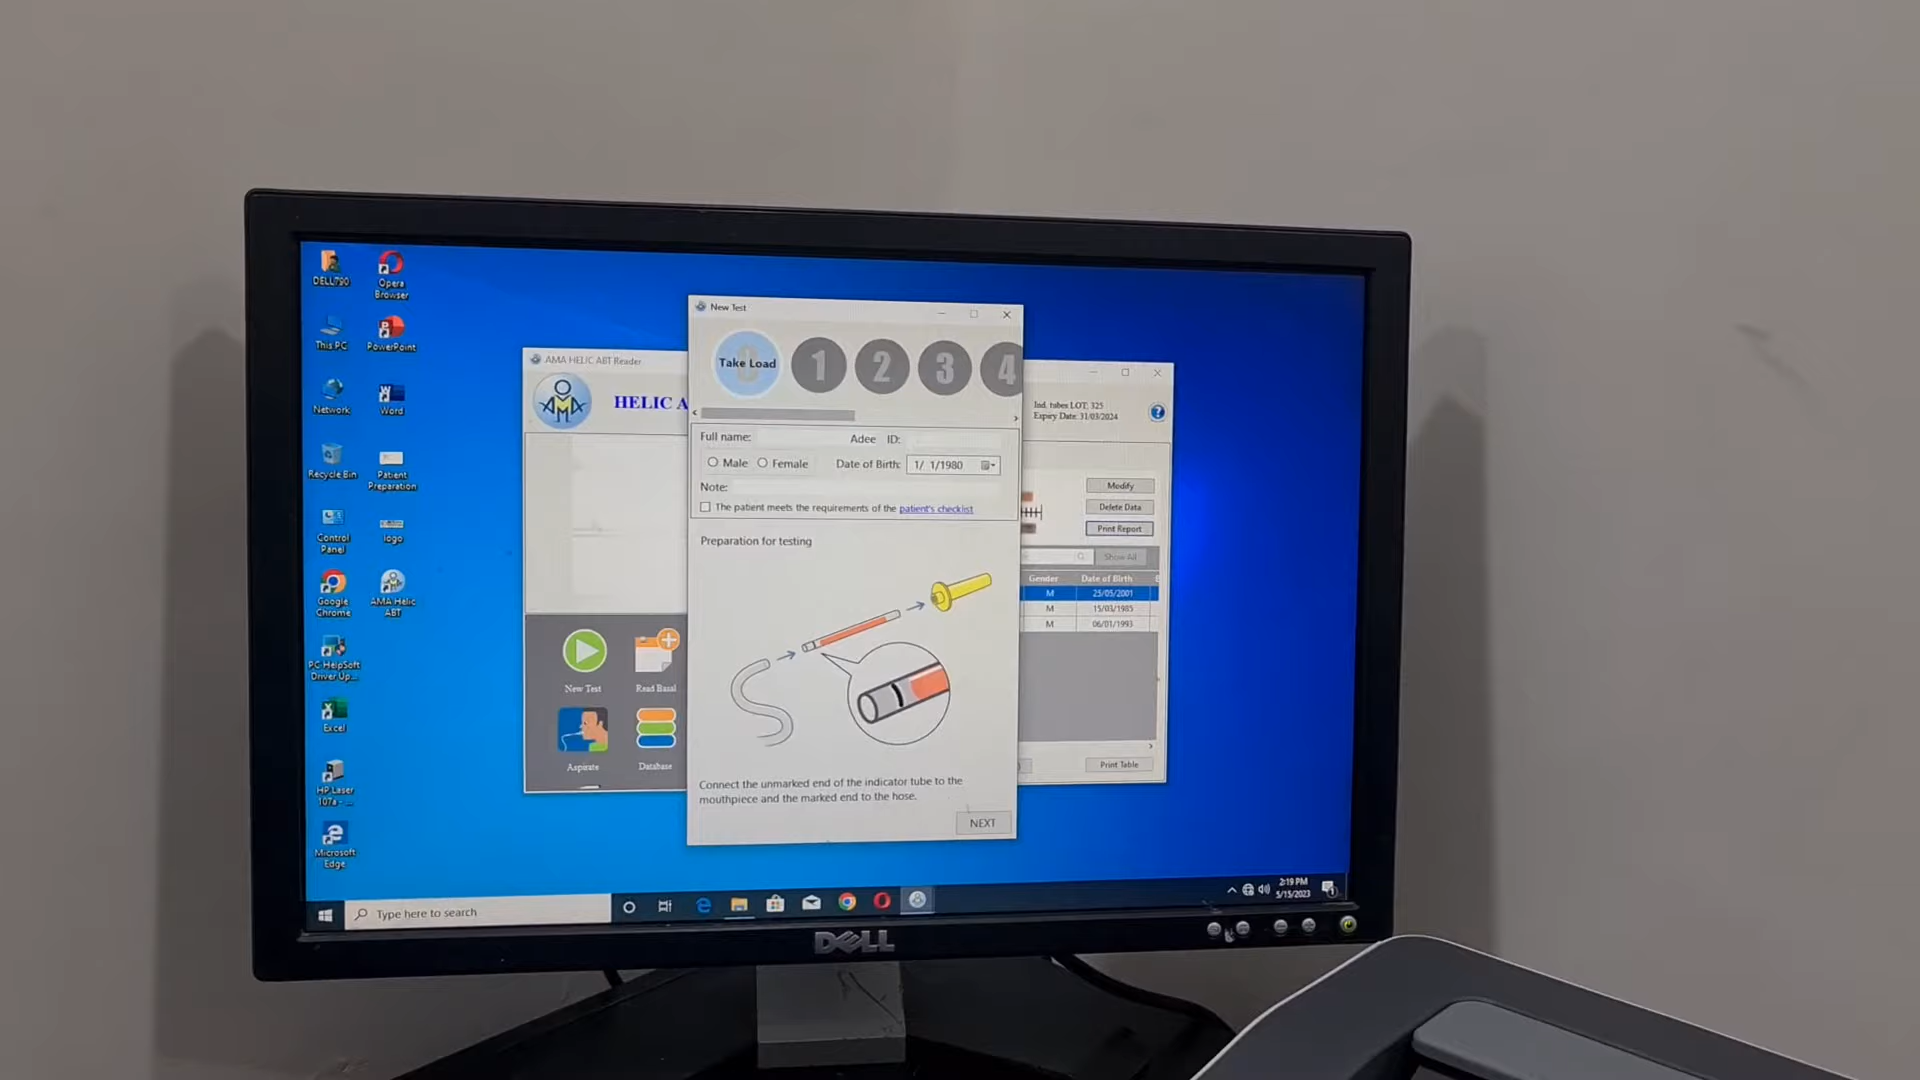 DELL790
Opera
Browser
This PC
PowerPoint
Network
Word
Recycle Bin
Patient
Preparation
Control
Panel
logo
Google
Chrome
AMA Helic
ABT
PC HelpSoft
Driver Up...
Excel
HP Laser
107a - ...
Microsoft
Edge
AMA HELIC ABT Reader
AMA
HELIC A
New Test
Read Basal
Aspirate
Database
New Test
Take Load
1
2
3
4
Full name:
Adee
ID:
Male
Female
Date of Birth:
1/ 1/1980
Note:
The patient meets the requirements of the patient's checklist
Preparation for testing
Connect the unmarked end of the indicator tube to the
mouthpiece and the marked end to the hose.
NEXT
Ind. tubes LOT: 325
Expiry Date: 31/03/2024
?
Modify
Delete Data
Print Report
Show All
Gender
Date of Birth
M
25/05/2001
M
15/03/1985
M
06/01/1993
Print Table
Type here to search
2:19 PM
5/15/2023
DELL